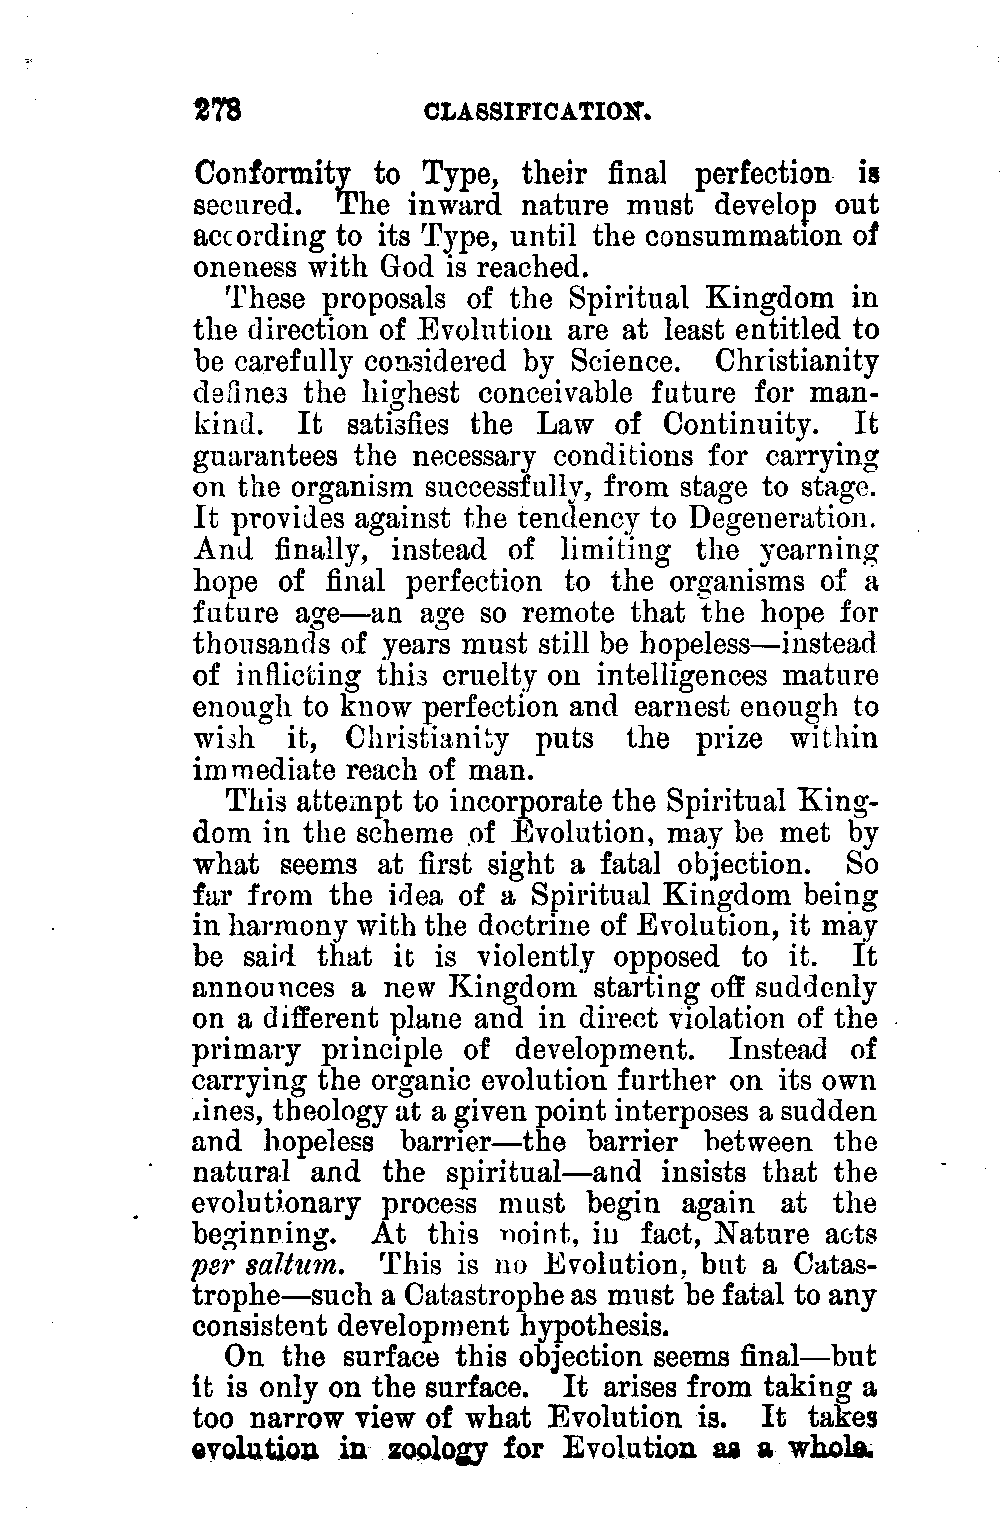 278 CLASSIFICATION.
Conformity to Type, their final perfection is
secured. The inward nature must develop out
according to its Type, until the consummation of
oneness with God is reached.
These proposals of the Spiritual Kingdom in
the direction of Evolution are at least entitled to
be carefully considered by Science. Christianity
defines the highest conceivable future for man-
kind. It satisfies the Law of Continuity. It
guarantees the necessary conditions for carrying
on the organism successfully, from stage to stage.
It provides against the tendency to Degeneration.
And finally, instead of limiting the yearning
hope of final perfection to the organisms of a
future age—an age so remote that the hope for
thousands of years must still be hopeless—instead
of inflicting this cruelty on intelligences mature
enough to know perfection and earnest enough to
wish it, Christianity puts the prize within
immediate reach of man.
This attempt to incorporate the Spiritual King-
dom in the scheme of Evolution, may be met by
what seems at first sight a fatal objection. So
far from the idea of a Spiritual Kingdom being
in harmony with the doctrine of Evolution, it may
be said that it is violently opposed to it. It
announces a new Kingdom starting off suddenly
on a different plane and in direct violation of the
primary principle of development. Instead of
carrying the organic evolution further on its own
lines, theology at a given point interposes a sudden
and hopeless barrier—the barrier between the
natural and the spiritual—and insists that the
evolutionary process must begin again at the
beginning. At this point, in fact, Nature acts
per saltum. This is no Evolution, but a Catas-
trophe—such a Catastrophe as must be fatal to any
consistent development hypothesis.
On the surface this objection seems final—but
it is only on the surface. It arises from taking a
too narrow view of what Evolution is. It takes
evolution in zoology for Evolution as a whole.